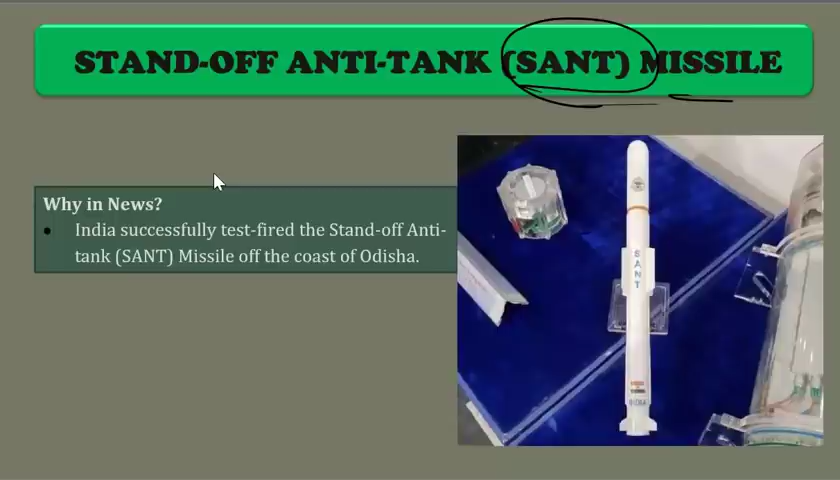 STAND-OFF ANTI-TANK (SANT) MISSILE
Why in News?
● India successfully test-fired the Stand-off Anti-
tank (SANT) Missile off the coast of Odisha.
SANT